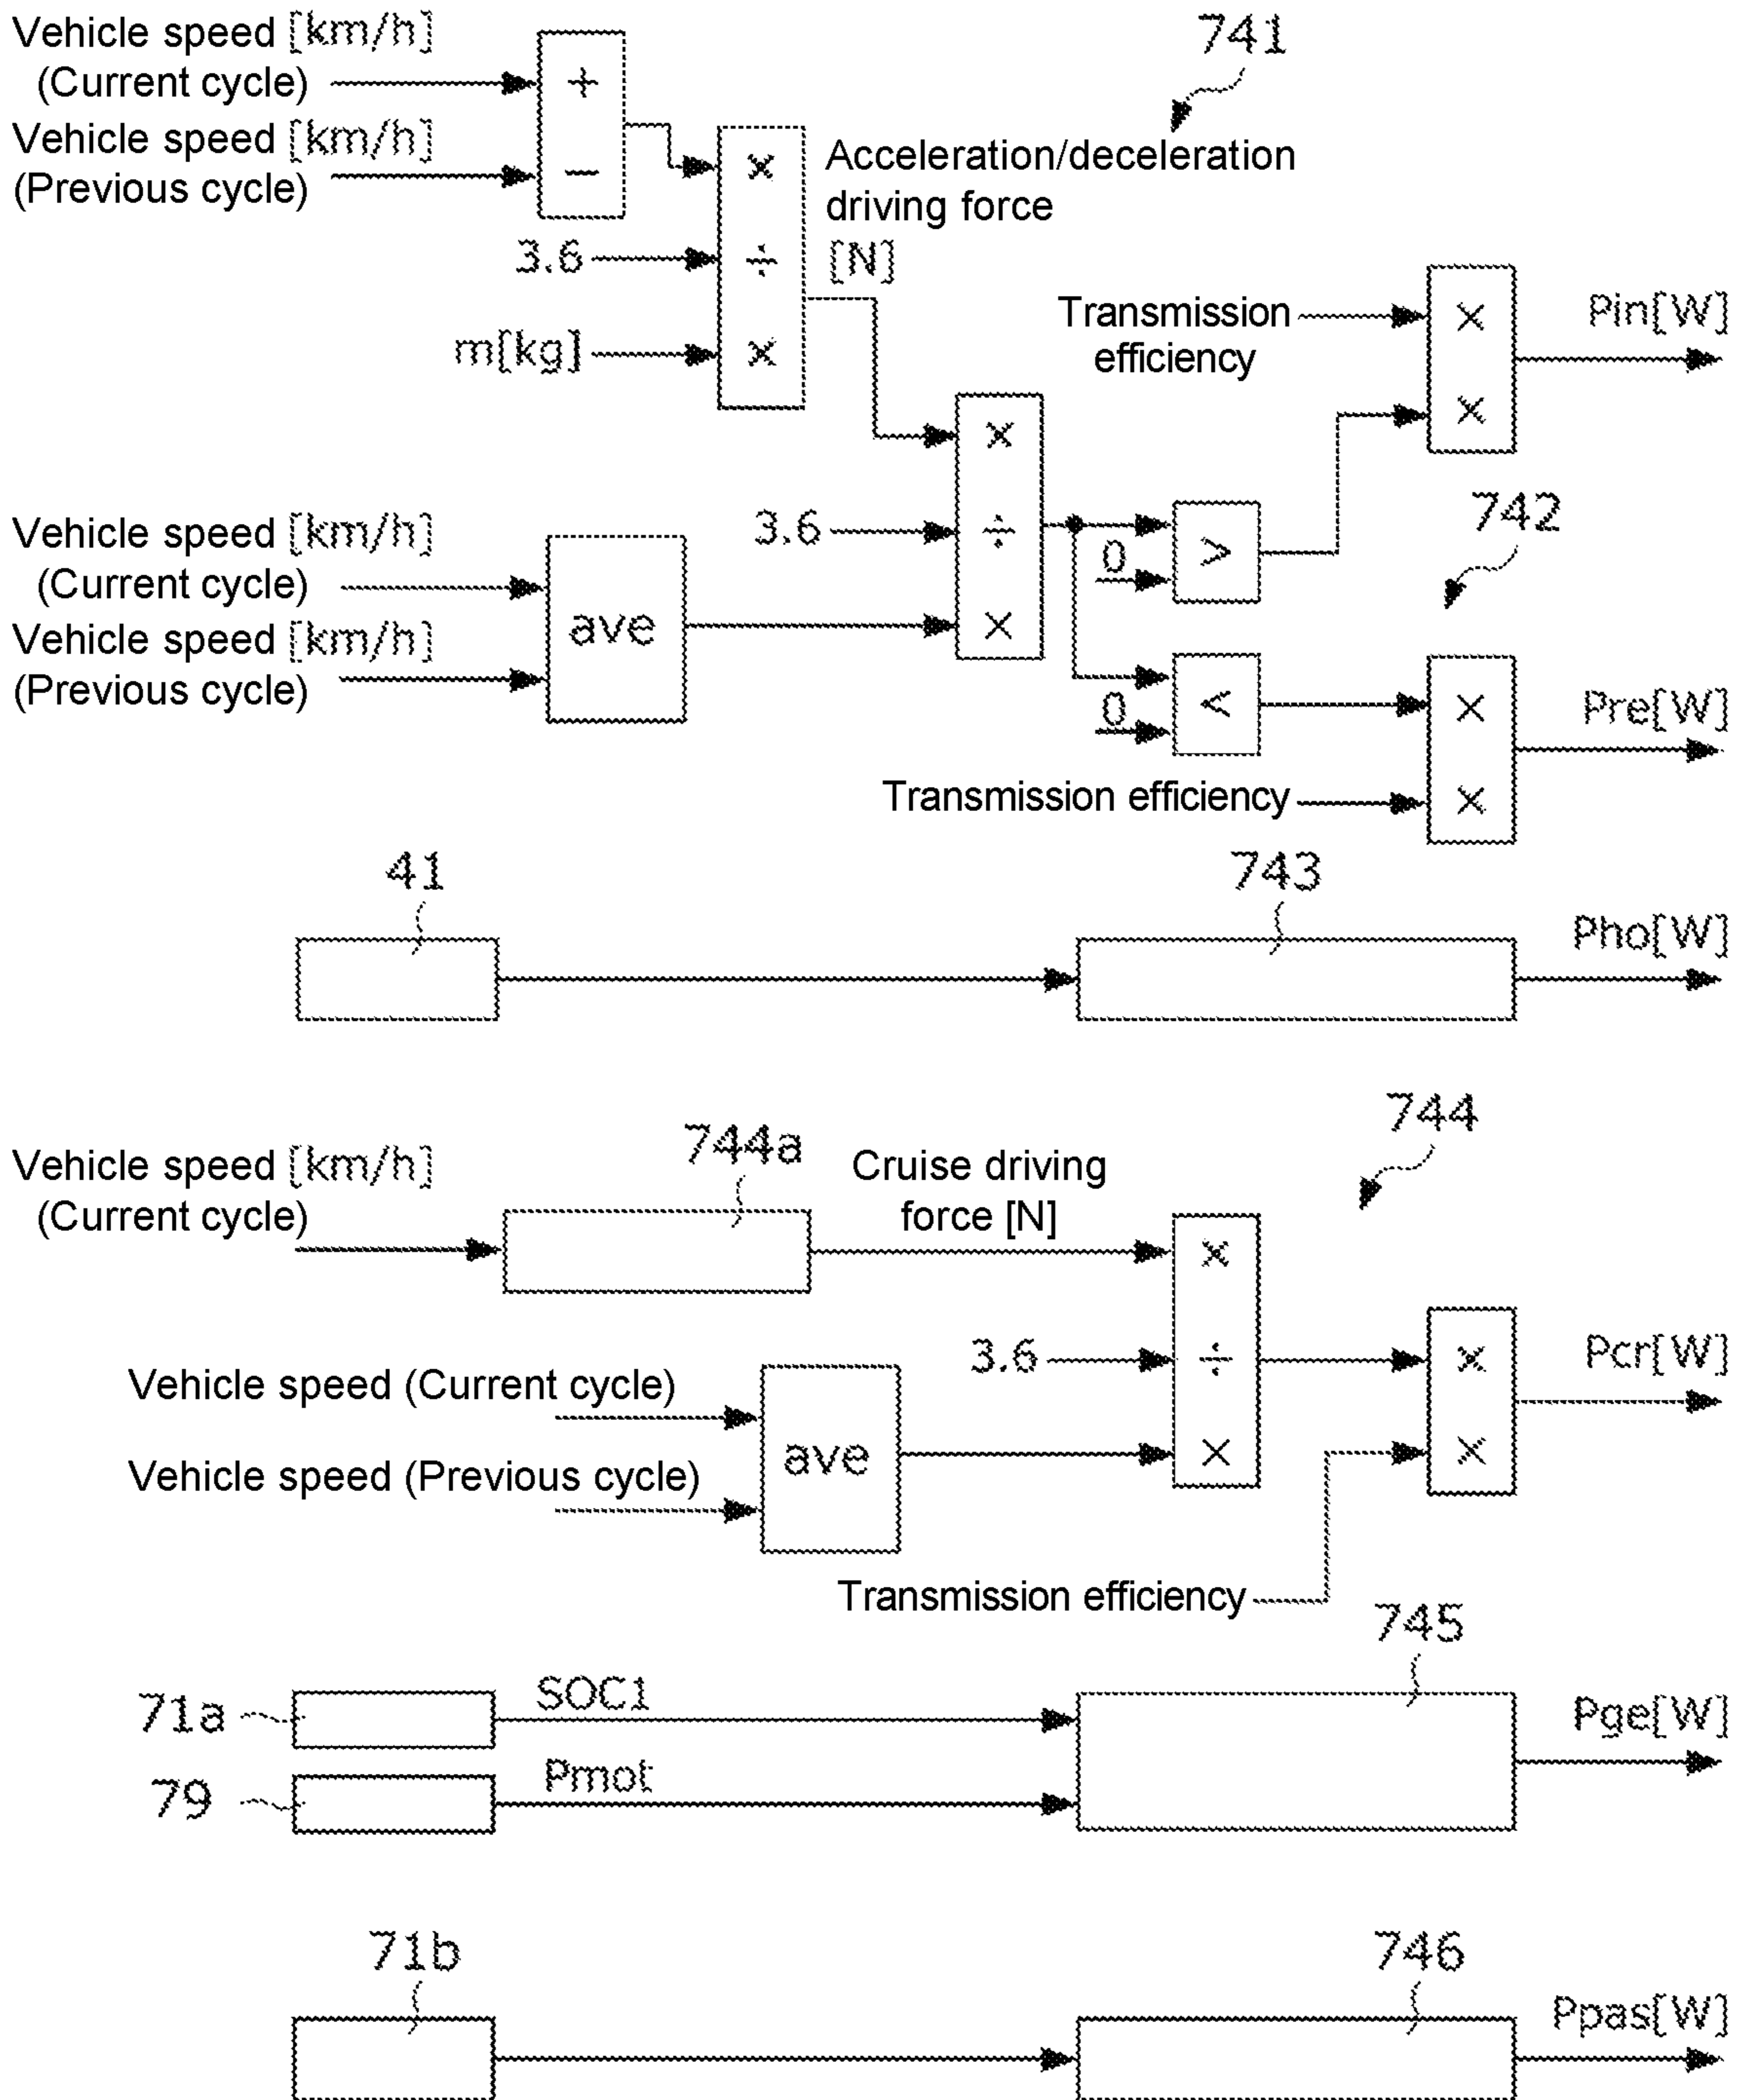 741
Vehicle speed [km/h]
(Current cycle)
+
Vehicle speed [km/h]
(Previous cycle)
−
×
Acceleration/deceleration
driving force
[N]
3.6
÷
m[kg]
×
Transmission
efficiency
×
×
Pin[W]
742
Vehicle speed [km/h]
(Current cycle)
Vehicle speed [km/h]
(Previous cycle)
ave
×
3.6
÷
×
0
>
0
<
Transmission efficiency
×
×
Pre[W]
41
743
Pho[W]
744
744a
Vehicle speed [km/h]
(Current cycle)
Cruise driving
force [N]
×
3.6
÷
×
Vehicle speed (Current cycle)
Vehicle speed (Previous cycle)
ave
×
×
Pcr[W]
Transmission efficiency
745
71a
SOC1
79
Pmot
Pge[W]
71b
746
Ppas[W]